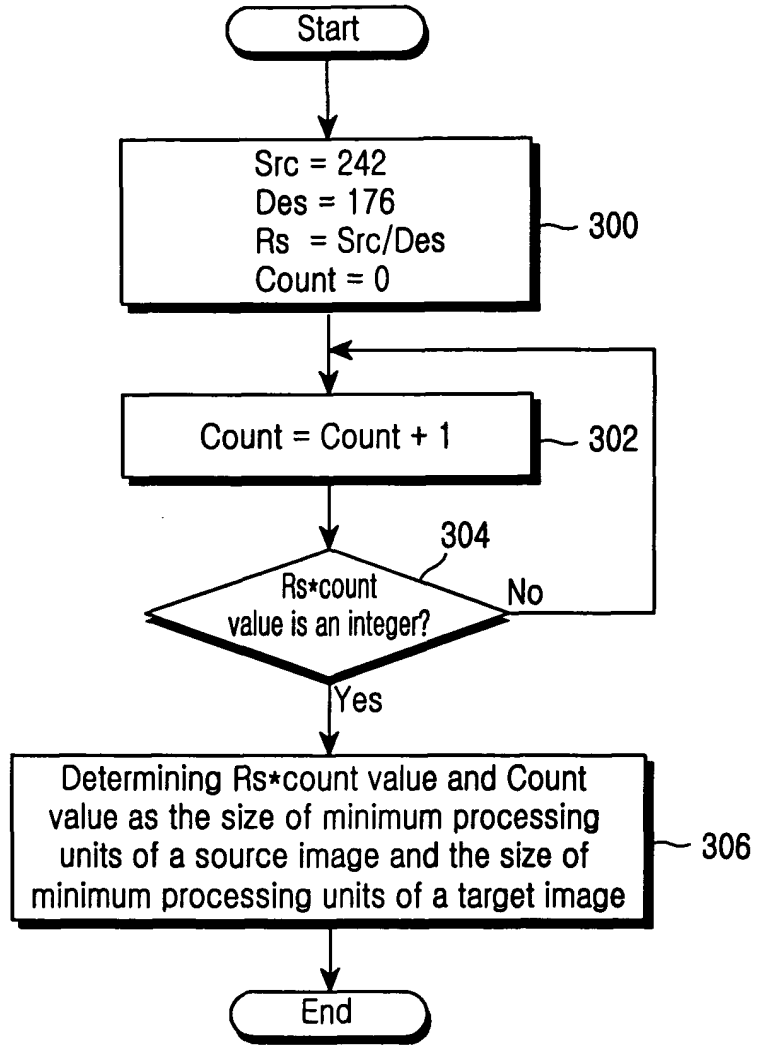 Start
Src = 242
Des = 176
Rs = Src/Des
Count = 0
300
Count = Count + 1
302
304
Rs*count
value is an integer?
No
Yes
Determining Rs*count value and Count
value as the size of minimum processing
units of a source image and the size of
minimum processing units of a target image
306
End